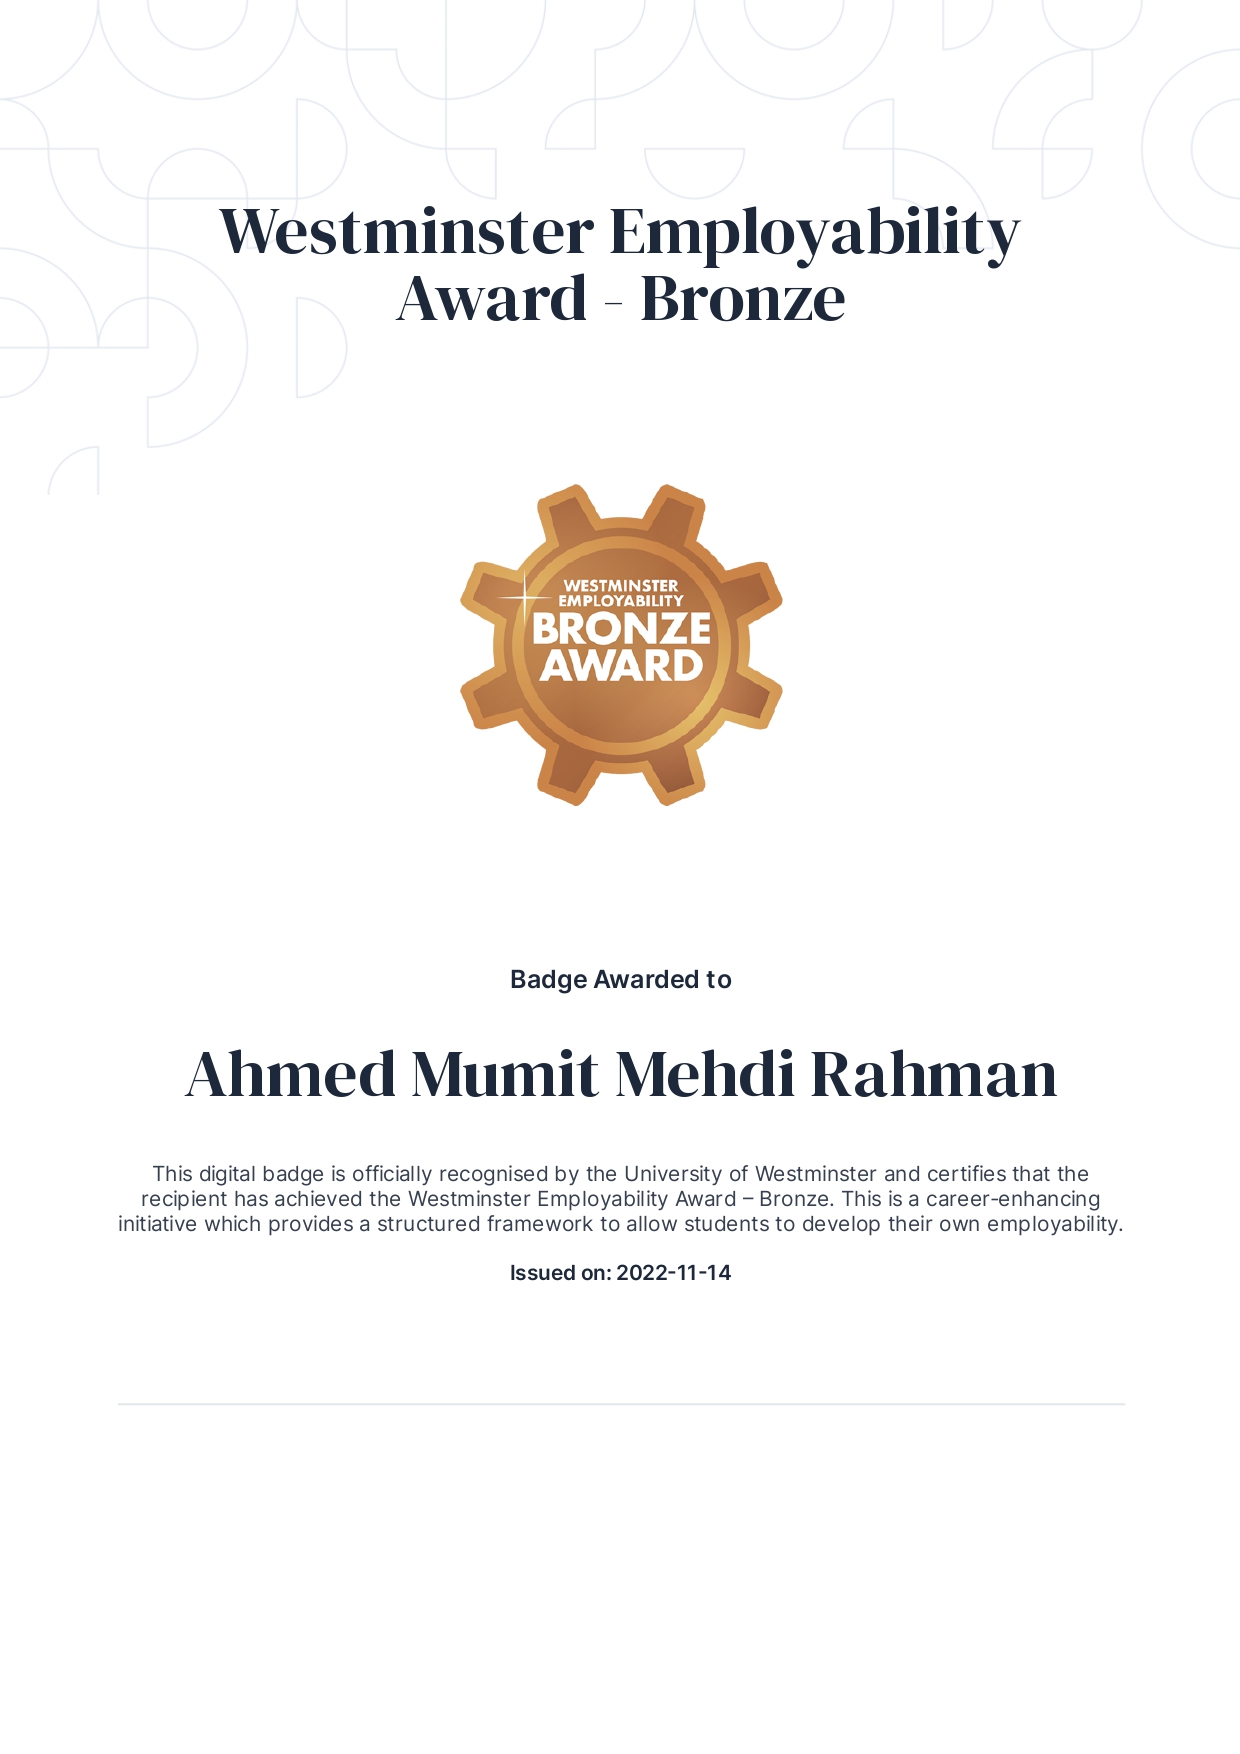 Westminster Employability
Award - Bronze
WESTMINSTER
EMPLOYABILITY
BRONZE
AWARD
Badge Awarded to
Ahmed Mumit Mehdi Rahman
This digital badge is officially recognised by the University of Westminster and certifies that the
recipient has achieved the Westminster Employability Award – Bronze. This is a career-enhancing
initiative which provides a structured framework to allow students to develop their own employability.
Issued on: 2022-11-14